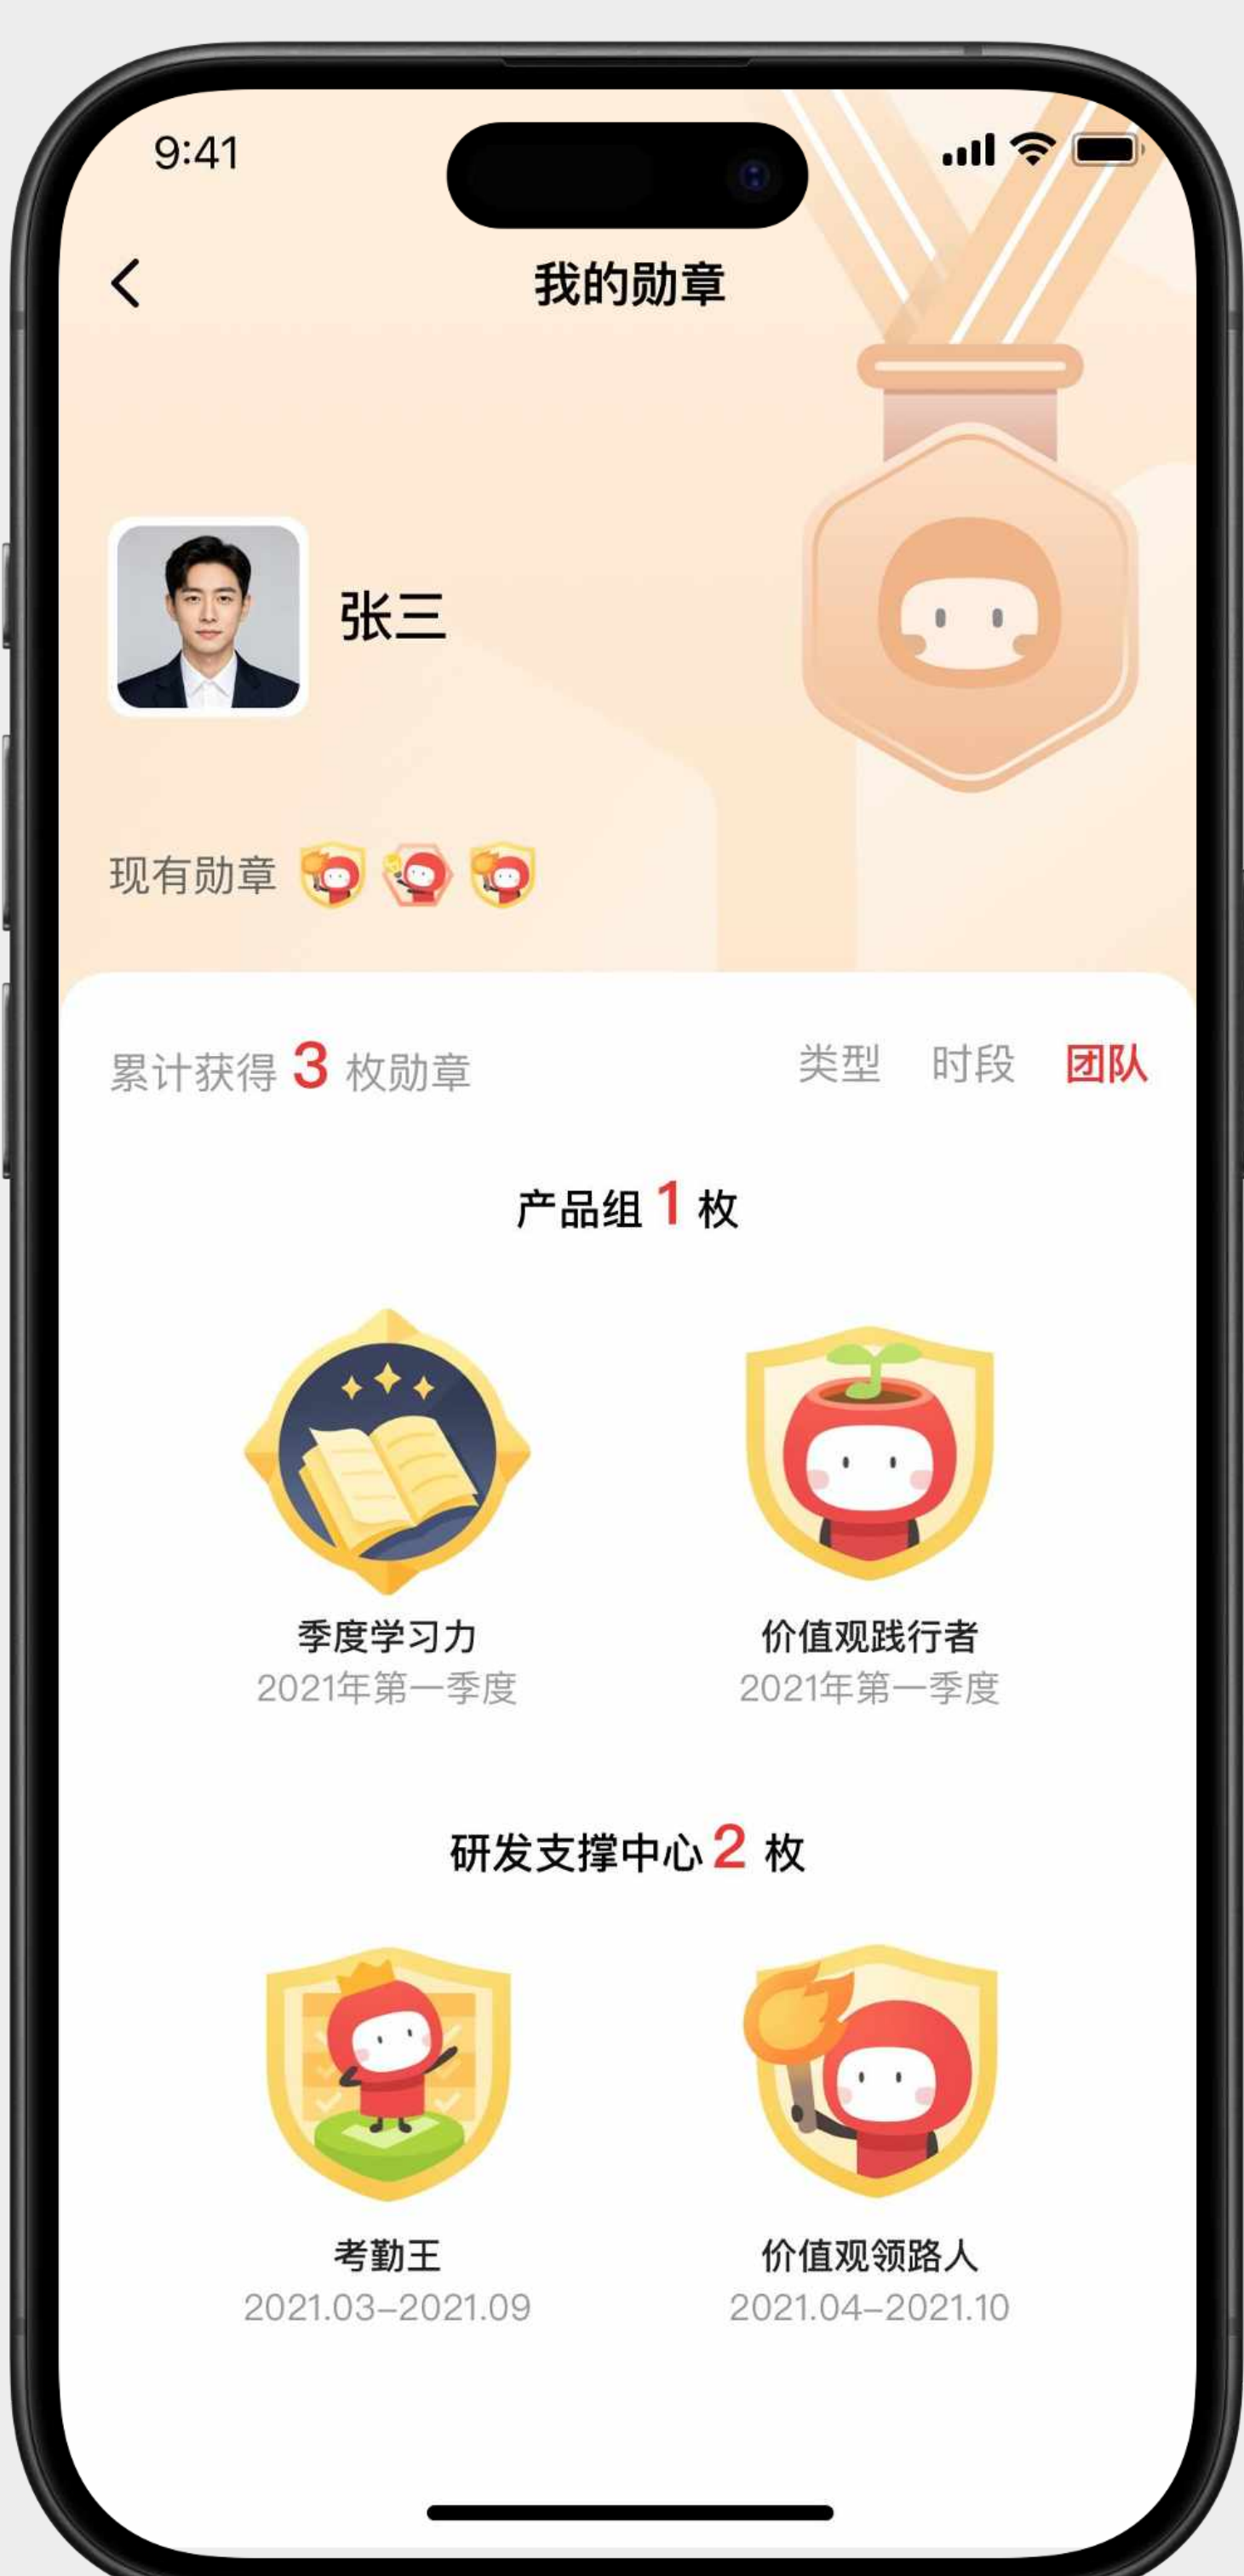 9:41
我的勋章
张三
现有勋章
累计获得 3 枚勋章
类型 时段 团队
产品组 1 枚
季度学习力 价值观践行者
2021年第一季度 2021年第一季度
研发支撑中心 2 枚
考勤王 价值观领路人
2021.03–2021.09 2021.04–2021.10